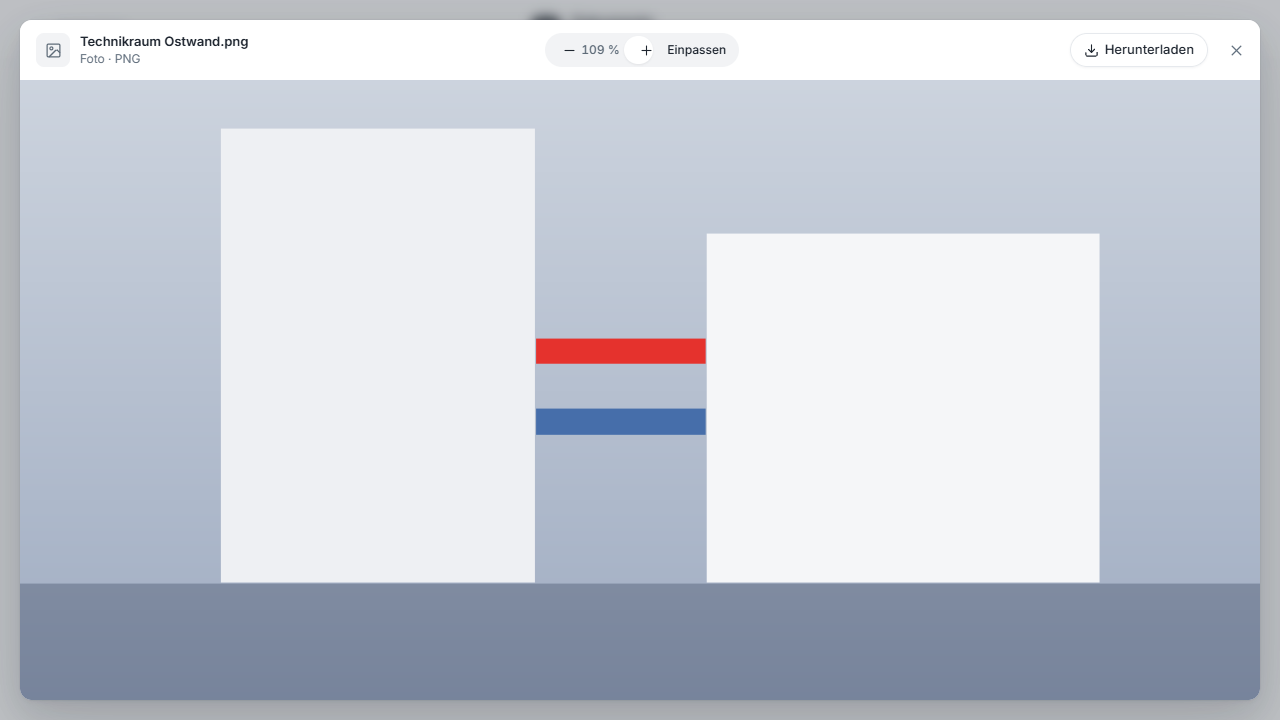 Technikraum Ostwand.png
Foto · PNG
109 %
Einpassen
Herunterladen